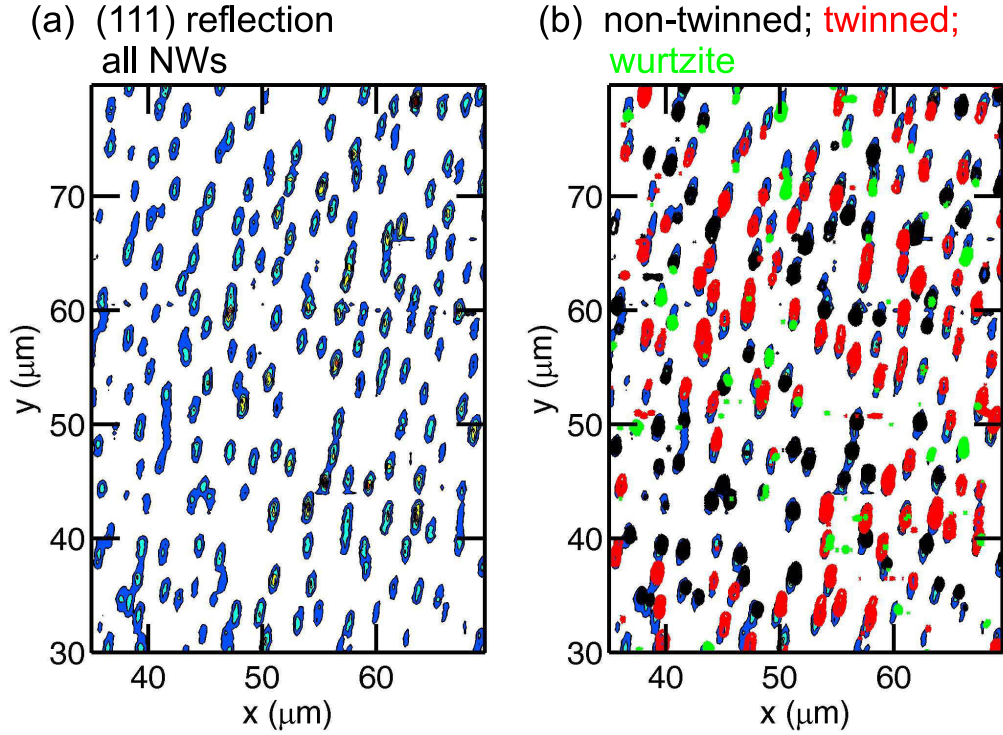 (a) (111) reflection
all NWs
(b) non-twinned; twinned;
wurtzite
70
60
50
40
30
y (μm)
40 50 60
x (μm)
70
60
50
40
30
y (μm)
40 50 60
x (μm)